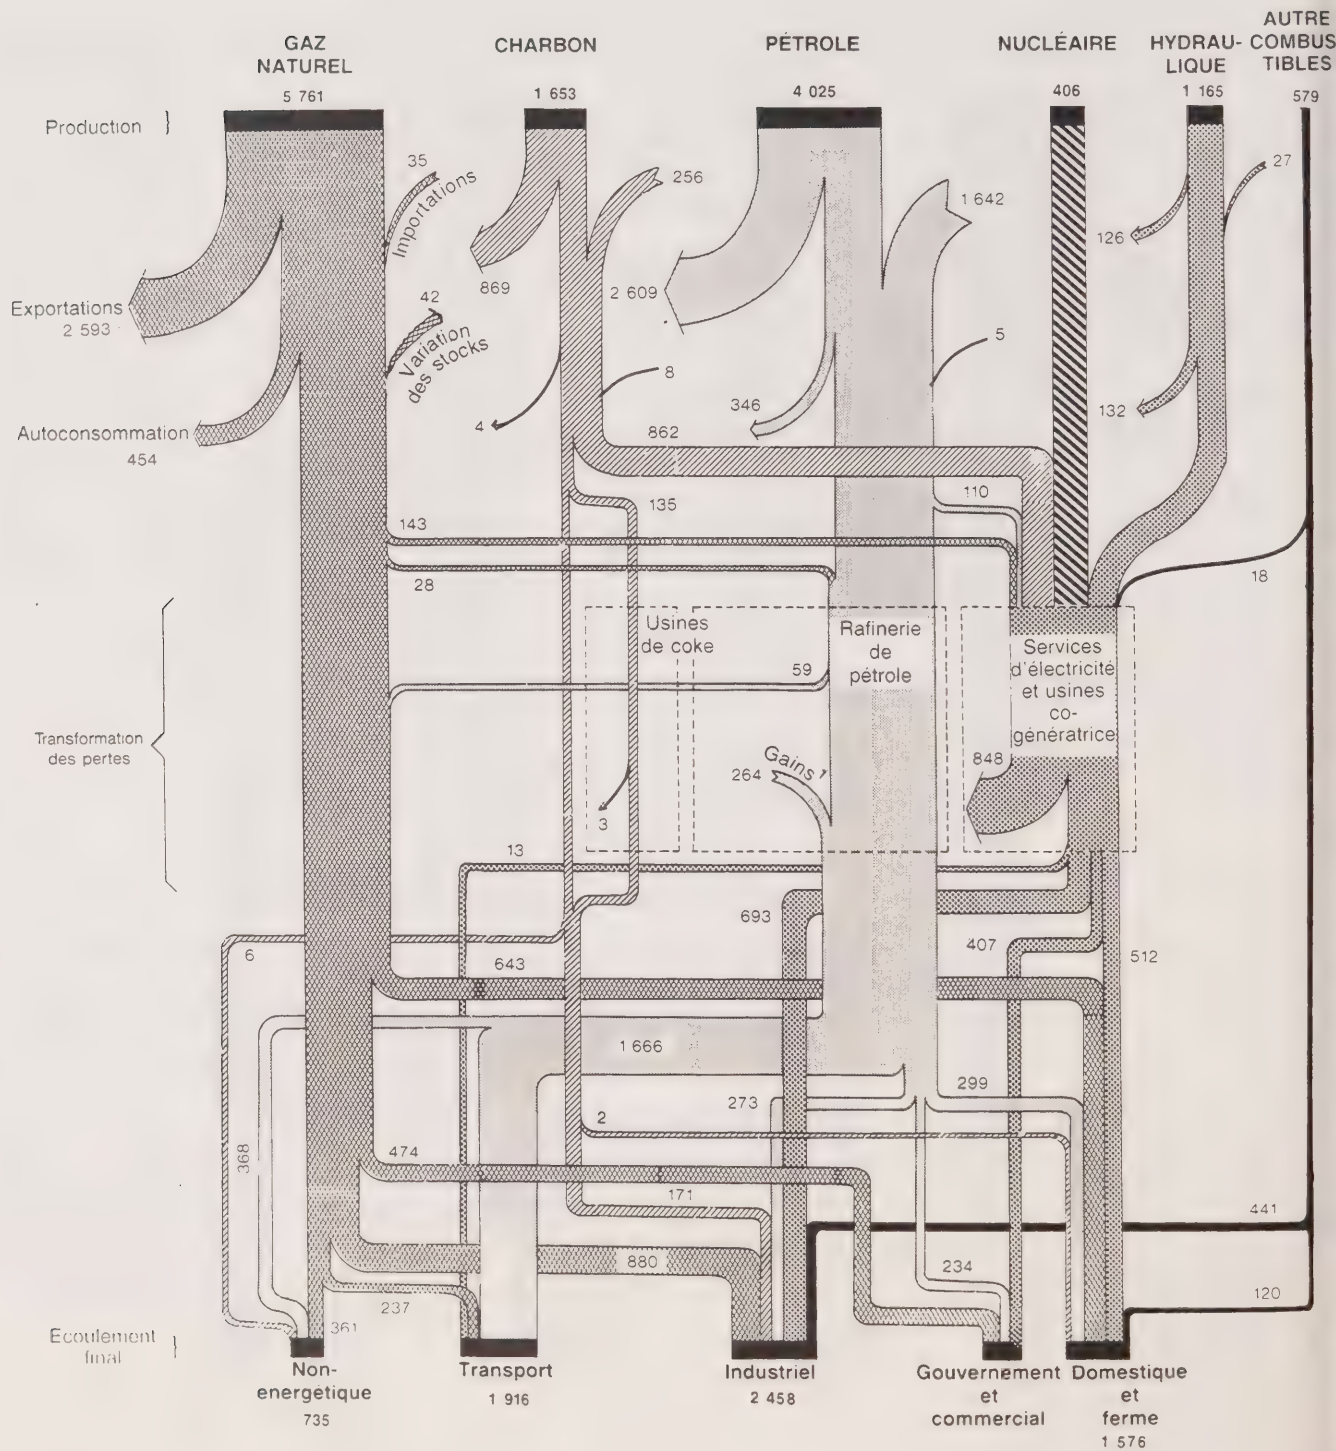 GAZ
NATUREL
5 761
CHARBON
1 653
PÉTROLE
4 025
NUCLÉAIRE
406
HYDRAU-
LIQUE
1 165
AUTRE
COMBUS
TIBLES
579
Production
35
Importations
256
1 642
27
126
869
2 609
Exportations
2 593
42
Variation
des stocks
5
8
346
132
4
Autoconsommation
454
862
135
110
143
28
18
Usines
de coke
Rafinerie
de
pétrole
Services
d'électricité
et usines
co-
génératrice
59
Transformation
des pertes
Gains 1
264
848
3
13
693
407
512
6
643
1 666
273
299
2
368
474
171
441
880
234
237
120
361
Ecoulement
final
Non-
energétique
735
Transport
1 916
Industriel
2 458
Gouvernement
et
commercial
Domestique
et
ferme
1 576